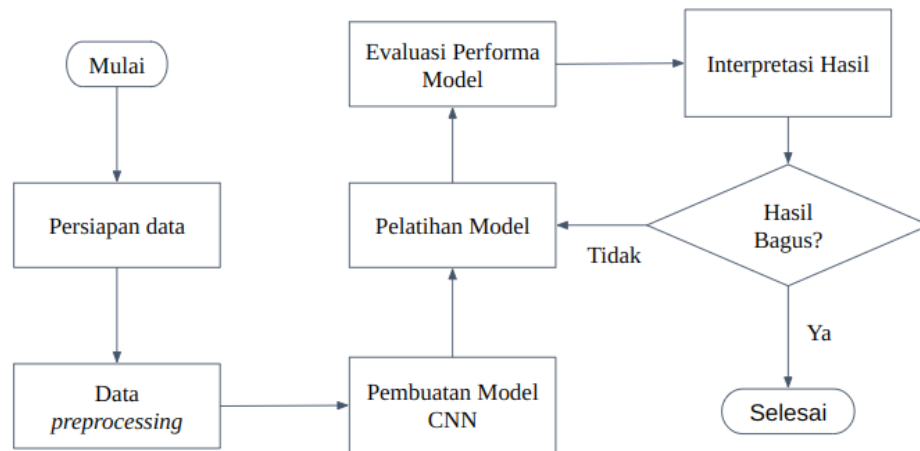 Mulai
Persiapan data
Data
preprocessing
Pembuatan Model
CNN
Pelatihan Model
Evaluasi Performa
Model
Interpretasi Hasil
Hasil
Bagus?
Tidak
Ya
Selesai